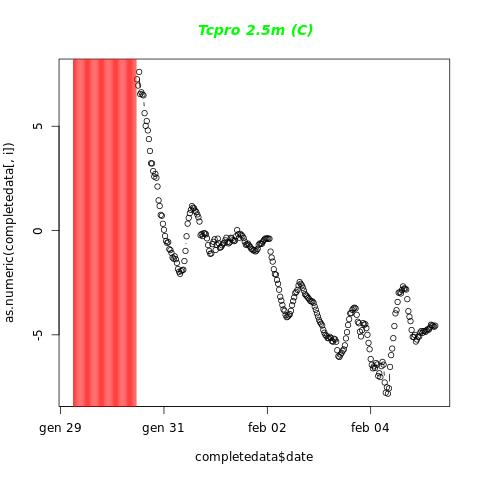 Tcpro 2.5m (C)
as.numeric(completedata[, i])
5
0
-5
gen 29
gen 31
feb 02
feb 04
completedata$date